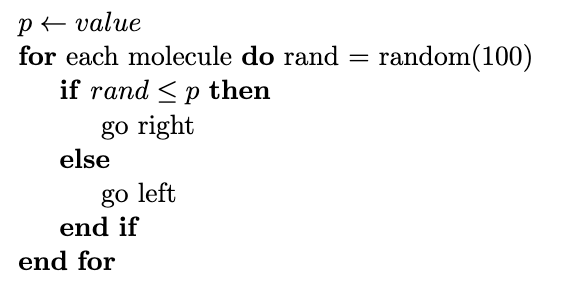 p ← value
for each molecule do rand = random(100)
if rand ≤ p then
go right
else
go left
end if
end for